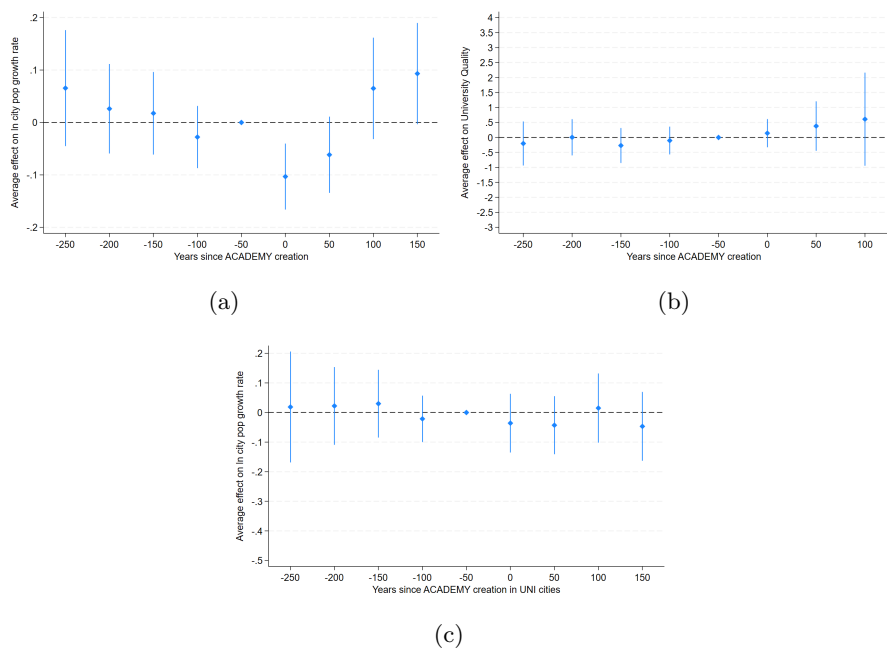 Average effect on ln city pop growth rate
.2
.1
0
-.1
-.2
-250 -200 -150 -100 -50 0 50 100 150
Years since ACADEMY creation
(a)
Average effect on University Quality
4
3.5
3
2.5
2
1.5
1
.5
0
-.5
-1
-1.5
-2
-2.5
-3
-250 -200 -150 -100 -50 0 50 100
Years since ACADEMY creation
(b)
Average effect on ln city pop growth rate
.2
.1
0
-.1
-.2
-.3
-.4
-.5
-250 -200 -150 -100 -50 0 50 100 150
Years since ACADEMY creation in UNI cities
(c)